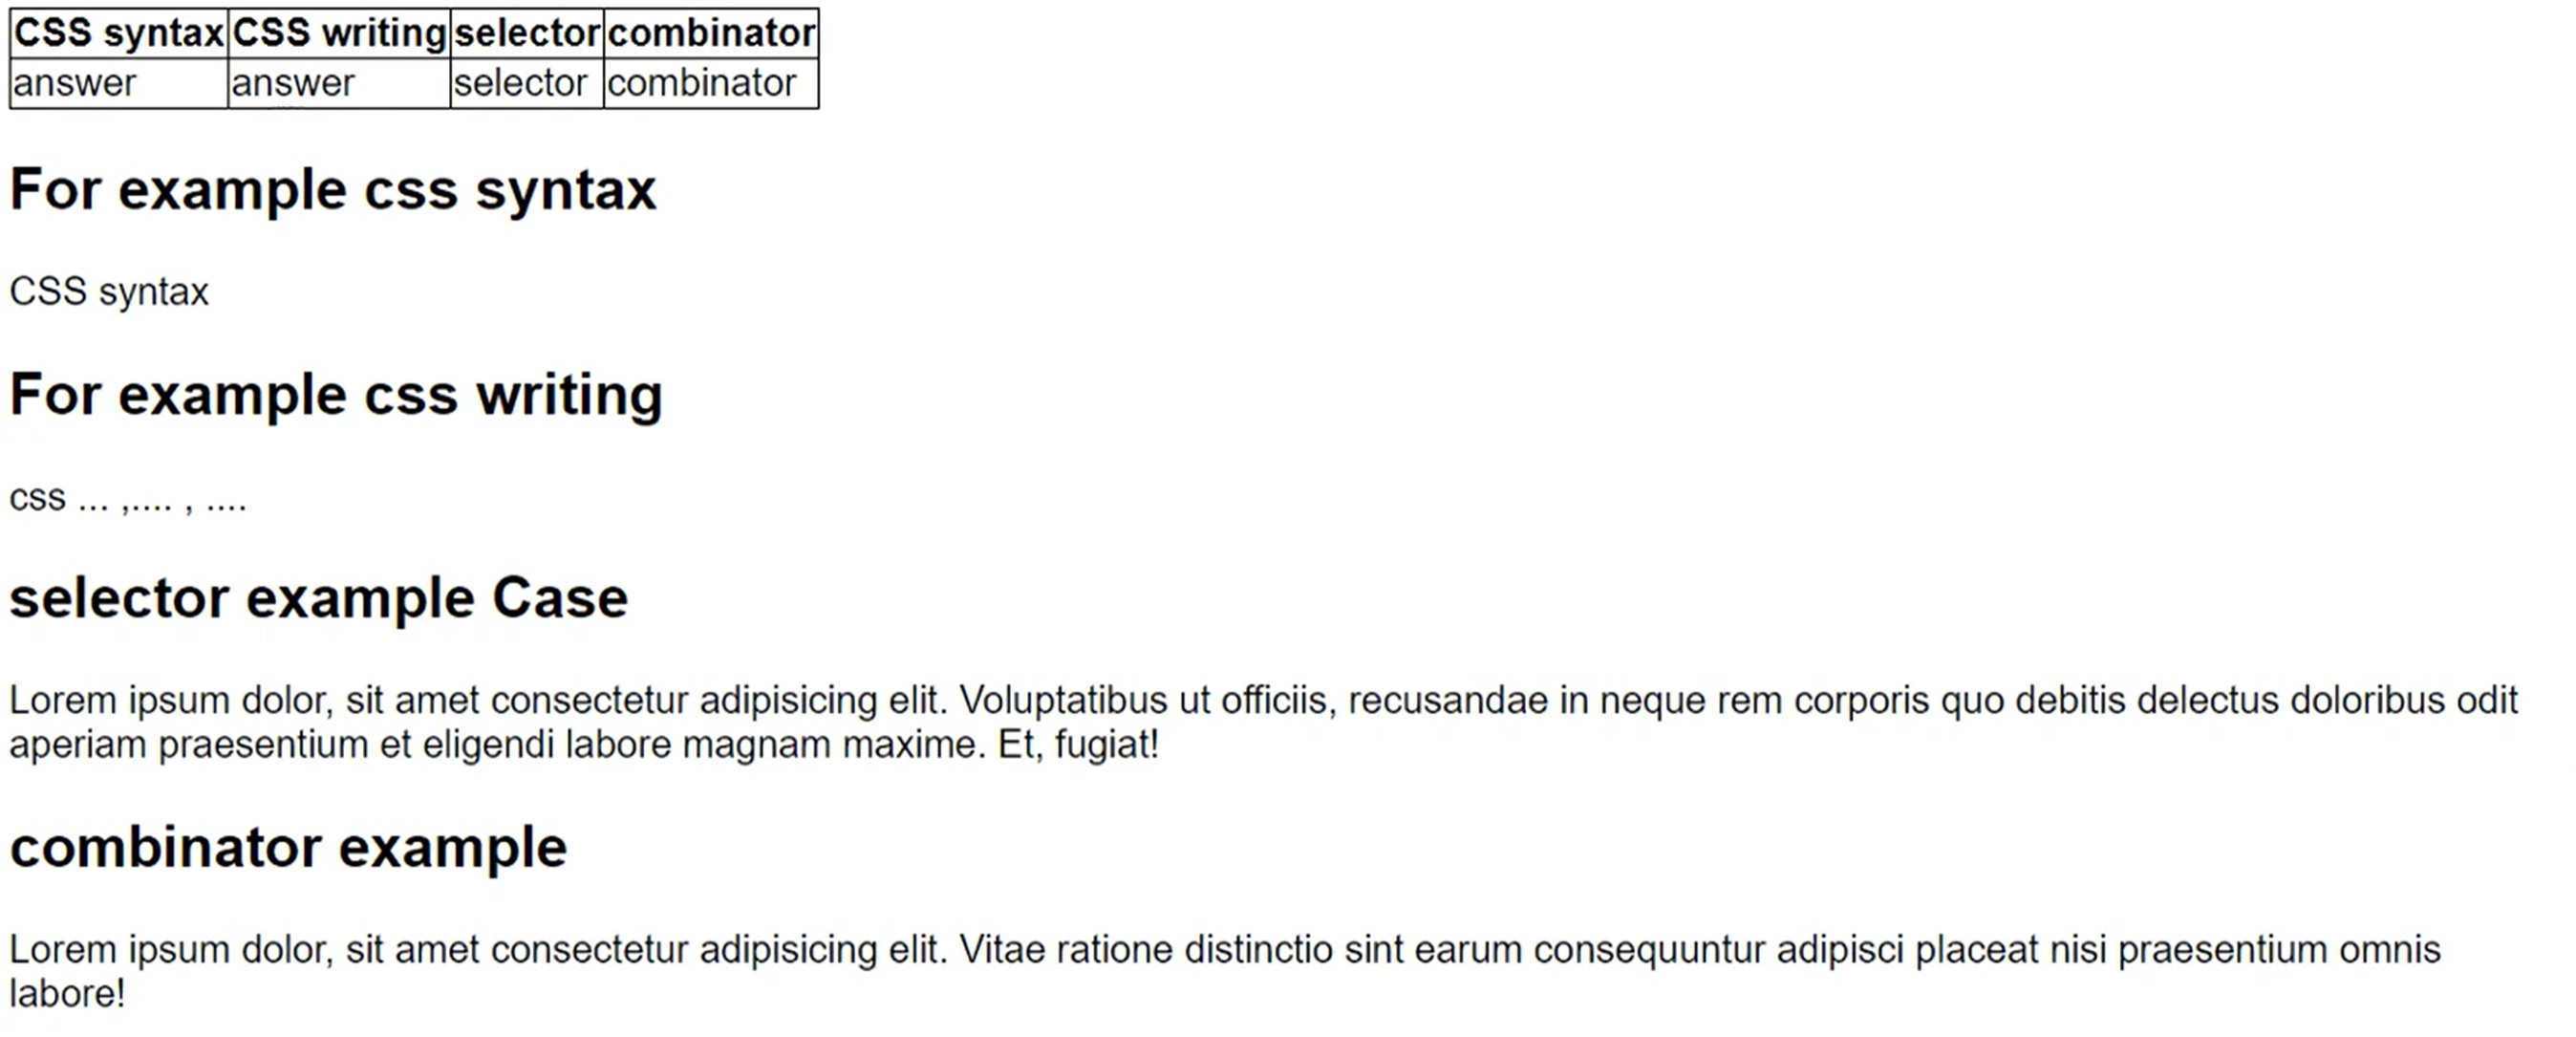 CSS syntax CSS writing selector combinator
answer answer selector combinator
For example css syntax
CSS syntax
For example css writing
css ... ,.... , ....
selector example Case
Lorem ipsum dolor, sit amet consectetur adipisicing elit. Voluptatibus ut officiis, recusandae in neque rem corporis quo debitis delectus doloribus odit
aperiam praesentium et eligendi labore magnam maxime. Et, fugiat!
combinator example
Lorem ipsum dolor, sit amet consectetur adipisicing elit. Vitae ratione distinctio sint earum consequuntur adipisci placeat nisi praesentium omnis
labore!